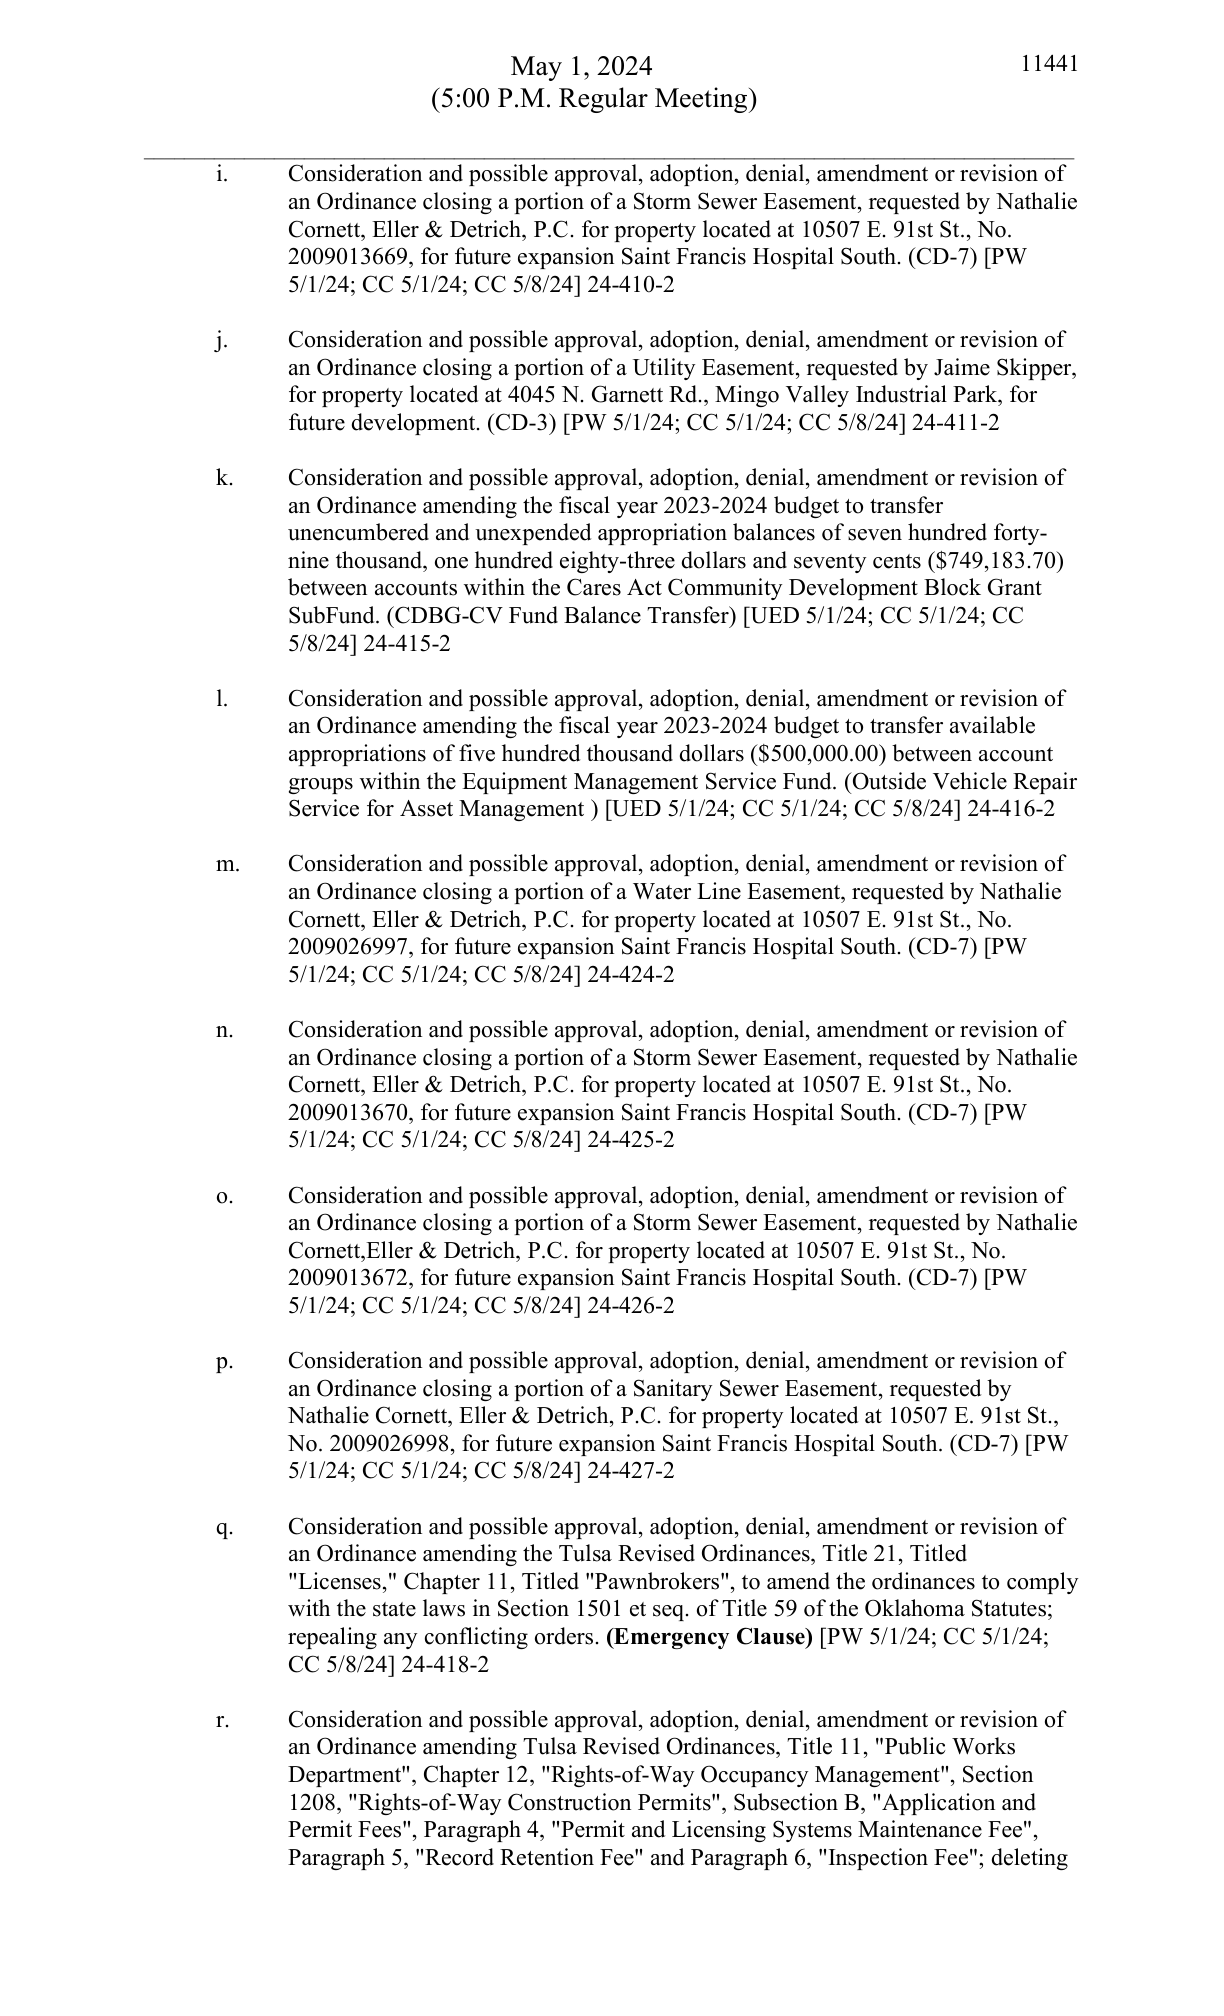 May 1, 2024
11441
(5:00 P.M. Regular Meeting)
i. Consideration and possible approval, adoption, denial, amendment or revision of
an Ordinance closing a portion of a Storm Sewer Easement, requested by Nathalie
Cornett, Eller & Detrich, P.C. for property located at 10507 E. 91st St., No.
2009013669, for future expansion Saint Francis Hospital South. (CD-7) [PW
5/1/24; CC 5/1/24; CC 5/8/24] 24-410-2
j. Consideration and possible approval, adoption, denial, amendment or revision of
an Ordinance closing a portion of a Utility Easement, requested by Jaime Skipper,
for property located at 4045 N. Garnett Rd., Mingo Valley Industrial Park, for
future development. (CD-3) [PW 5/1/24; CC 5/1/24; CC 5/8/24] 24-411-2
k. Consideration and possible approval, adoption, denial, amendment or revision of
an Ordinance amending the fiscal year 2023-2024 budget to transfer
unencumbered and unexpended appropriation balances of seven hundred forty-
nine thousand, one hundred eighty-three dollars and seventy cents ($749,183.70)
between accounts within the Cares Act Community Development Block Grant
SubFund. (CDBG-CV Fund Balance Transfer) [UED 5/1/24; CC 5/1/24; CC
5/8/24] 24-415-2
l. Consideration and possible approval, adoption, denial, amendment or revision of
an Ordinance amending the fiscal year 2023-2024 budget to transfer available
appropriations of five hundred thousand dollars ($500,000.00) between account
groups within the Equipment Management Service Fund. (Outside Vehicle Repair
Service for Asset Management ) [UED 5/1/24; CC 5/1/24; CC 5/8/24] 24-416-2
m. Consideration and possible approval, adoption, denial, amendment or revision of
an Ordinance closing a portion of a Water Line Easement, requested by Nathalie
Cornett, Eller & Detrich, P.C. for property located at 10507 E. 91st St., No.
2009026997, for future expansion Saint Francis Hospital South. (CD-7) [PW
5/1/24; CC 5/1/24; CC 5/8/24] 24-424-2
n. Consideration and possible approval, adoption, denial, amendment or revision of
an Ordinance closing a portion of a Storm Sewer Easement, requested by Nathalie
Cornett, Eller & Detrich, P.C. for property located at 10507 E. 91st St., No.
2009013670, for future expansion Saint Francis Hospital South. (CD-7) [PW
5/1/24; CC 5/1/24; CC 5/8/24] 24-425-2
o. Consideration and possible approval, adoption, denial, amendment or revision of
an Ordinance closing a portion of a Storm Sewer Easement, requested by Nathalie
Cornett,Eller & Detrich, P.C. for property located at 10507 E. 91st St., No.
2009013672, for future expansion Saint Francis Hospital South. (CD-7) [PW
5/1/24; CC 5/1/24; CC 5/8/24] 24-426-2
p. Consideration and possible approval, adoption, denial, amendment or revision of
an Ordinance closing a portion of a Sanitary Sewer Easement, requested by
Nathalie Cornett, Eller & Detrich, P.C. for property located at 10507 E. 91st St.,
No. 2009026998, for future expansion Saint Francis Hospital South. (CD-7) [PW
5/1/24; CC 5/1/24; CC 5/8/24] 24-427-2
q. Consideration and possible approval, adoption, denial, amendment or revision of
an Ordinance amending the Tulsa Revised Ordinances, Title 21, Titled
"Licenses," Chapter 11, Titled "Pawnbrokers", to amend the ordinances to comply
with the state laws in Section 1501 et seq. of Title 59 of the Oklahoma Statutes;
repealing any conflicting orders. (Emergency Clause) [PW 5/1/24; CC 5/1/24;
CC 5/8/24] 24-418-2
r. Consideration and possible approval, adoption, denial, amendment or revision of
an Ordinance amending Tulsa Revised Ordinances, Title 11, "Public Works
Department", Chapter 12, "Rights-of-Way Occupancy Management", Section
1208, "Rights-of-Way Construction Permits", Subsection B, "Application and
Permit Fees", Paragraph 4, "Permit and Licensing Systems Maintenance Fee",
Paragraph 5, "Record Retention Fee" and Paragraph 6, "Inspection Fee"; deleting